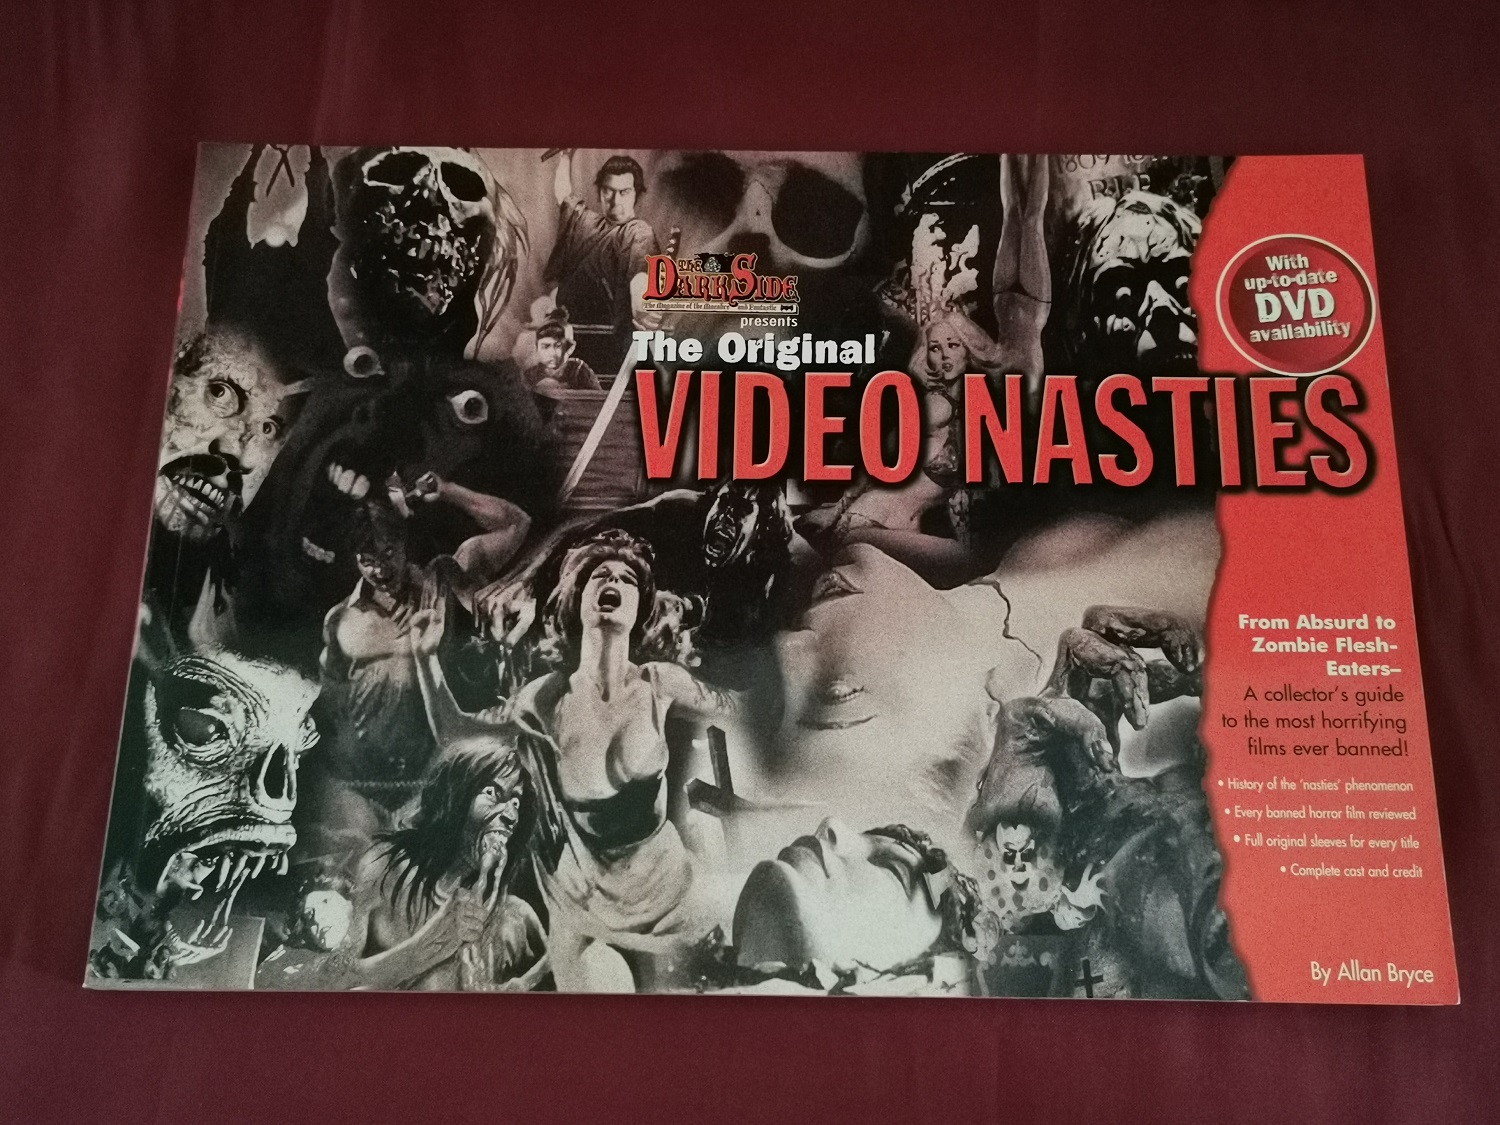 The
DARK SIDE
The Magazine of the Macabre and Fantastic
presents
The Original
VIDEO NASTIES
With
up-to-date
DVD
availability
R.I.P.
From Absurd to
Zombie Flesh-
Eaters–
A collector's guide
to the most horrifying
films ever banned!
• History of the 'nasties' phenomenon
• Every banned horror film reviewed
• Full original sleeves for every title
• Complete cast and credit
By Allan Bryce